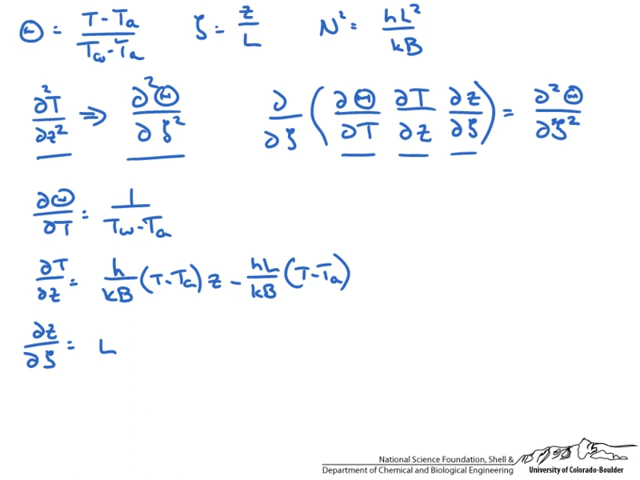 Θ = (T - Ta)/(Tw - Ta)   ζ = z/L   N² = hL²/kB
∂²T/∂z² ⇒ ∂²Θ/∂ζ²   ∂/∂ζ (∂Θ/∂T ∂T/∂z ∂z/∂ζ) = ∂²Θ/∂ζ²
∂Θ/∂T = 1/(Tw - Ta)
∂T/∂z = h/kB (T - Ta) z - hL/kB (T - Ta)
∂z/∂ζ = L
National Science Foundation, Shell &
Department of Chemical and Biological Engineering
University of Colorado-Boulder